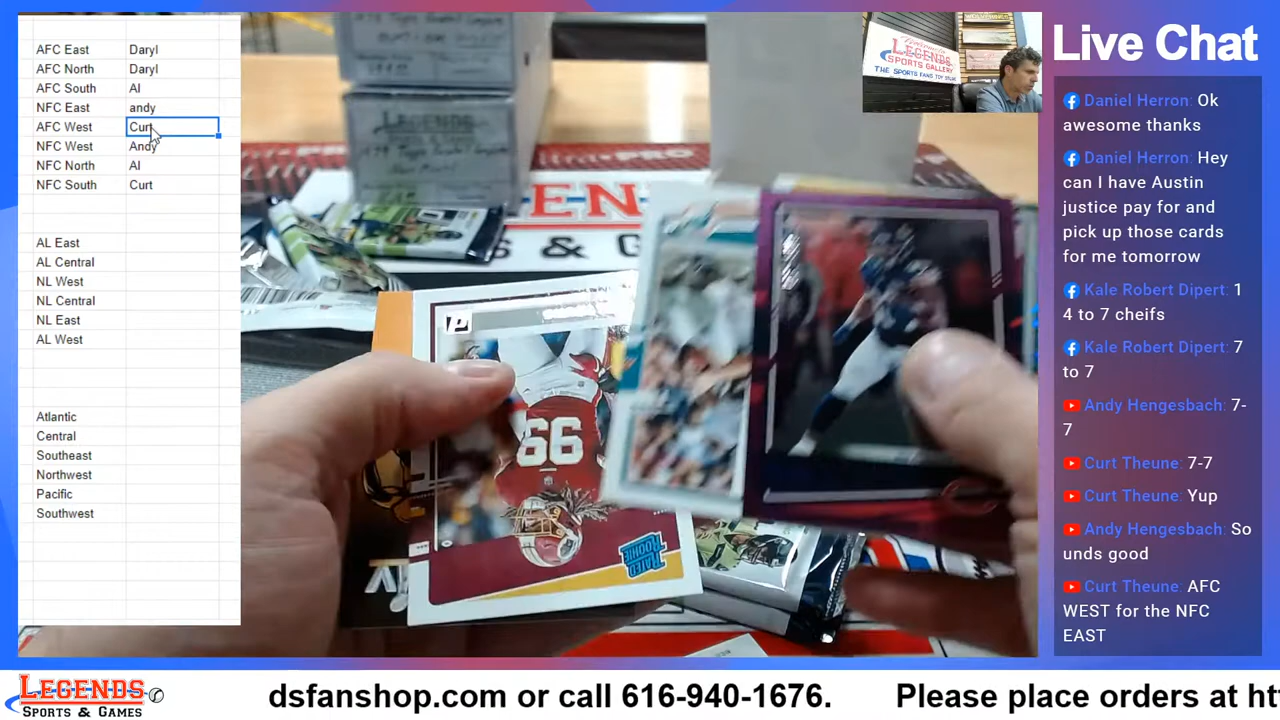 AFC East Daryl
AFC North Daryl
AFC South Al
NFC East andy
AFC West Curt
NFC West Andy
NFC North Al
NFC South Curt
AL East
AL Central
NL West
NL Central
NL East
AL West
Atlantic
Central
Southeast
Northwest
Pacific
Southwest
LEGENDS
LEGENDS
SPORTS GALLERY
THE SPORTS FANS TOY STORE
66
RATED
ROOKIE
Live Chat
Daniel Herron: Ok
awesome thanks
Daniel Herron: Hey
can I have Austin
justice pay for and
pick up those cards
for me tomorrow
Kale Robert Dipert: 1
4 to 7 cheifs
Kale Robert Dipert: 7
to 7
Andy Hengesbach: 7-
7
Curt Theune: 7-7
Curt Theune: Yup
Andy Hengesbach: So
unds good
Curt Theune: AFC
WEST for the NFC
EAST
LEGENDS
SPORTS & GAMES
dsfanshop.com or call 616-940-1676. Please place orders at ht